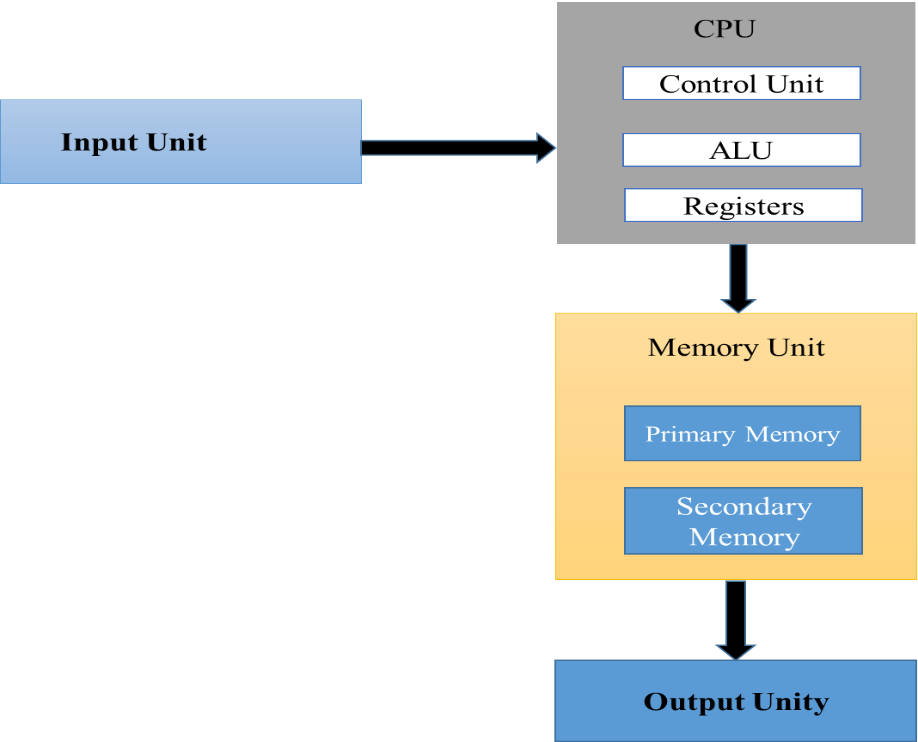 CPU
Control Unit
Input Unit
ALU
Registers
Memory Unit
Primary Memory
Secondary
Memory
Output Unity